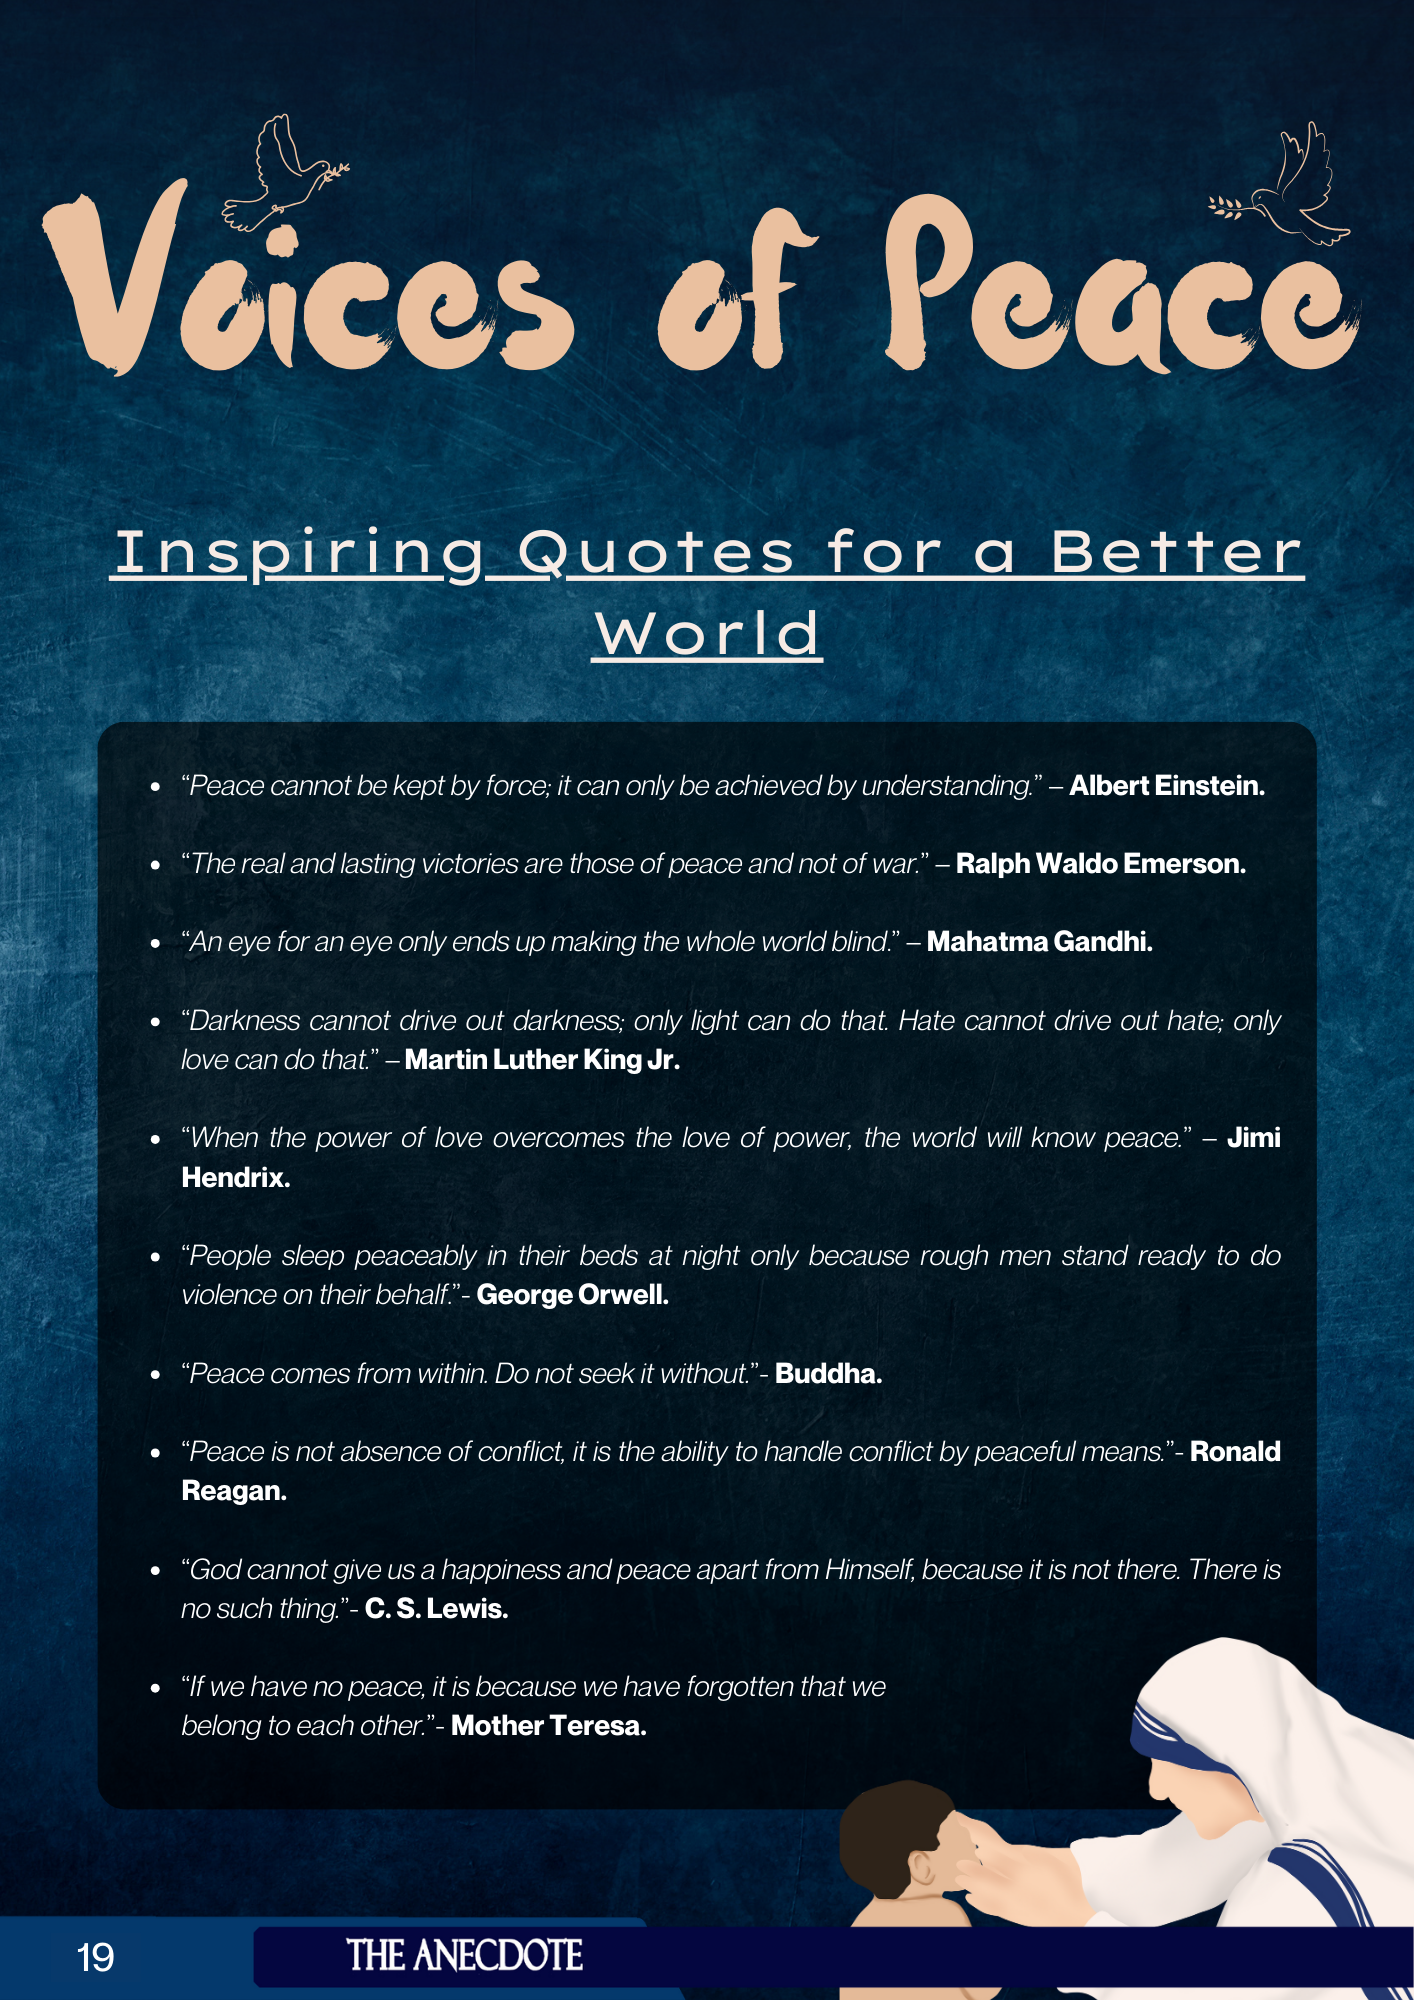 Voices of Peace
Inspiring Quotes for a Better
World
• “Peace cannot be kept by force; it can only be achieved by understanding.” – Albert Einstein.
• “The real and lasting victories are those of peace and not of war.” – Ralph Waldo Emerson.
• “An eye for an eye only ends up making the whole world blind.” – Mahatma Gandhi.
• “Darkness cannot drive out darkness; only light can do that. Hate cannot drive out hate; only
love can do that.” – Martin Luther King Jr.
• “When the power of love overcomes the love of power, the world will know peace.” – Jimi
Hendrix.
• “People sleep peaceably in their beds at night only because rough men stand ready to do
violence on their behalf.”- George Orwell.
• “Peace comes from within. Do not seek it without.”- Buddha.
• “Peace is not absence of conflict, it is the ability to handle conflict by peaceful means.”- Ronald
Reagan.
• “God cannot give us a happiness and peace apart from Himself, because it is not there. There is
no such thing.”- C. S. Lewis.
• “If we have no peace, it is because we have forgotten that we
belong to each other.”- Mother Teresa.
19
THE ANECDOTE